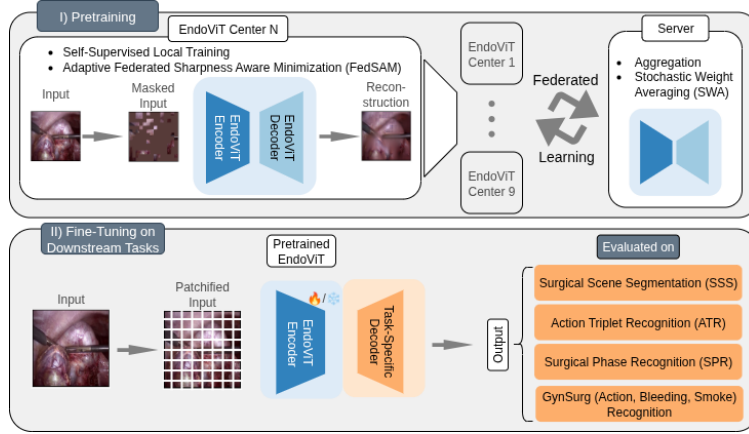 I) Pretraining
EndoViT Center N
• Self-Supervised Local Training
• Adaptive Federated Sharpness Aware Minimization (FedSAM)
Input
Masked
Input
EndoViT
Encoder
EndoViT
Decoder
Recon-
struction
EndoViT
Center 1
EndoViT
Center 9
Federated
Learning
Server
• Aggregation
• Stochastic Weight
Averaging (SWA)
II) Fine-Tuning on
Downstream Tasks
Input
Patchified
Input
Pretrained
EndoViT
/
EndoViT
Encoder
Task-Specific
Decoder
Output
Evaluated on
Surgical Scene Segmentation (SSS)
Action Triplet Recognition (ATR)
Surgical Phase Recognition (SPR)
GynSurg (Action, Bleeding, Smoke)
Recognition